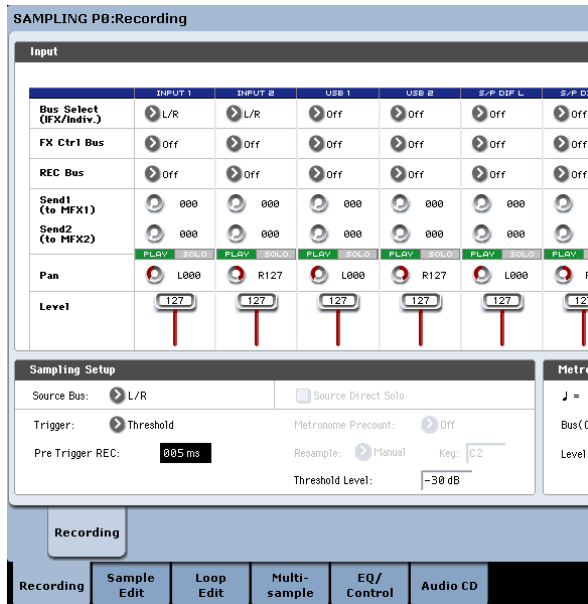 SAMPLING P0:Recording
Input
INPUT 1 INPUT 2 USB 1 USB 2 S/P DIF L S/P DI
Bus Select (IFX/Indiv.) L/R L/R Off Off Off Off
FX Ctrl Bus Off Off Off Off Off Off
REC Bus Off Off Off Off Off Off
Send1 (to MFX1) 000 000 000 000 000
Send2 (to MFX2) 000 000 000 000 000
PLAY SOLO PLAY SOLO PLAY SOLO PLAY SOLO PLAY SOLO PLAY
Pan L000 R127 L000 R127 L000
Level 127 127 127 127 127 12
Sampling Setup
Source Bus: L/R Source Direct Solo
Trigger: Threshold Metronome Precount: Off
Pre Trigger REC: 005 ms Resample: Manual Key: C2
Threshold Level: -30 dB
Metro
♩ =
Bus(
Level
Recording
Recording Sample Edit Loop Edit Multi-sample EQ/Control Audio CD